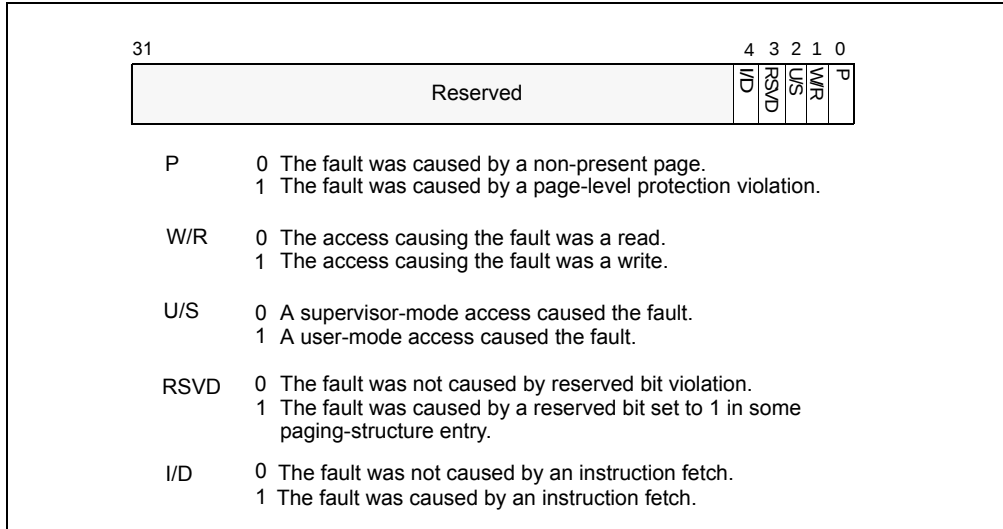 31 4 3 2 1 0
Reserved I/D RSVD U/S W/R P
P 0 The fault was caused by a non-present page.
1 The fault was caused by a page-level protection violation.
W/R 0 The access causing the fault was a read.
1 The access causing the fault was a write.
U/S 0 A supervisor-mode access caused the fault.
1 A user-mode access caused the fault.
RSVD 0 The fault was not caused by reserved bit violation.
1 The fault was caused by a reserved bit set to 1 in some
paging-structure entry.
I/D 0 The fault was not caused by an instruction fetch.
1 The fault was caused by an instruction fetch.